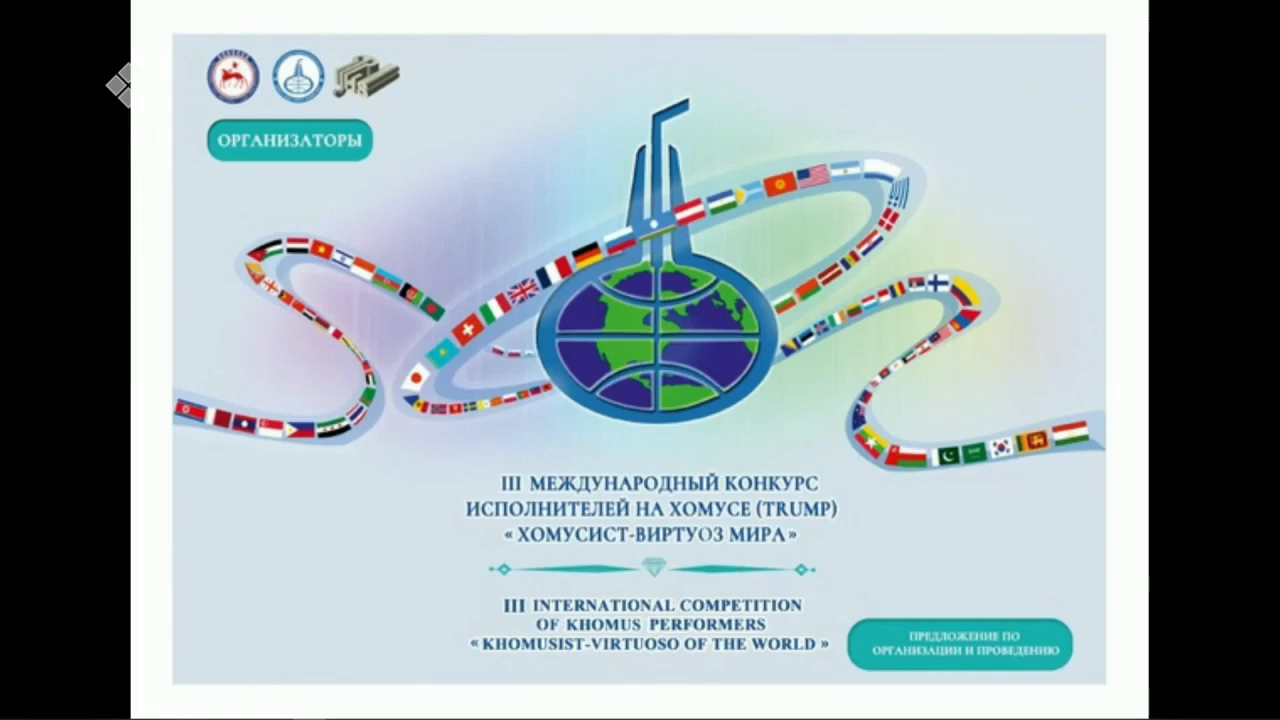 ОРГАНИЗАТОРЫ
III МЕЖДУНАРОДНЫЙ КОНКУРС
ИСПОЛНИТЕЛЕЙ НА ХОМУСЕ (TRUMP)
«ХОМУСИСТ-ВИРТУОЗ МИРА»
III INTERNATIONAL COMPETITION
OF KHOMUS PERFORMERS
«KHOMUSIST-VIRTUOSO OF THE WORLD»
ПРЕДЛОЖЕНИЕ ПО
ОРГАНИЗАЦИИ И ПРОВЕДЕНИЮ